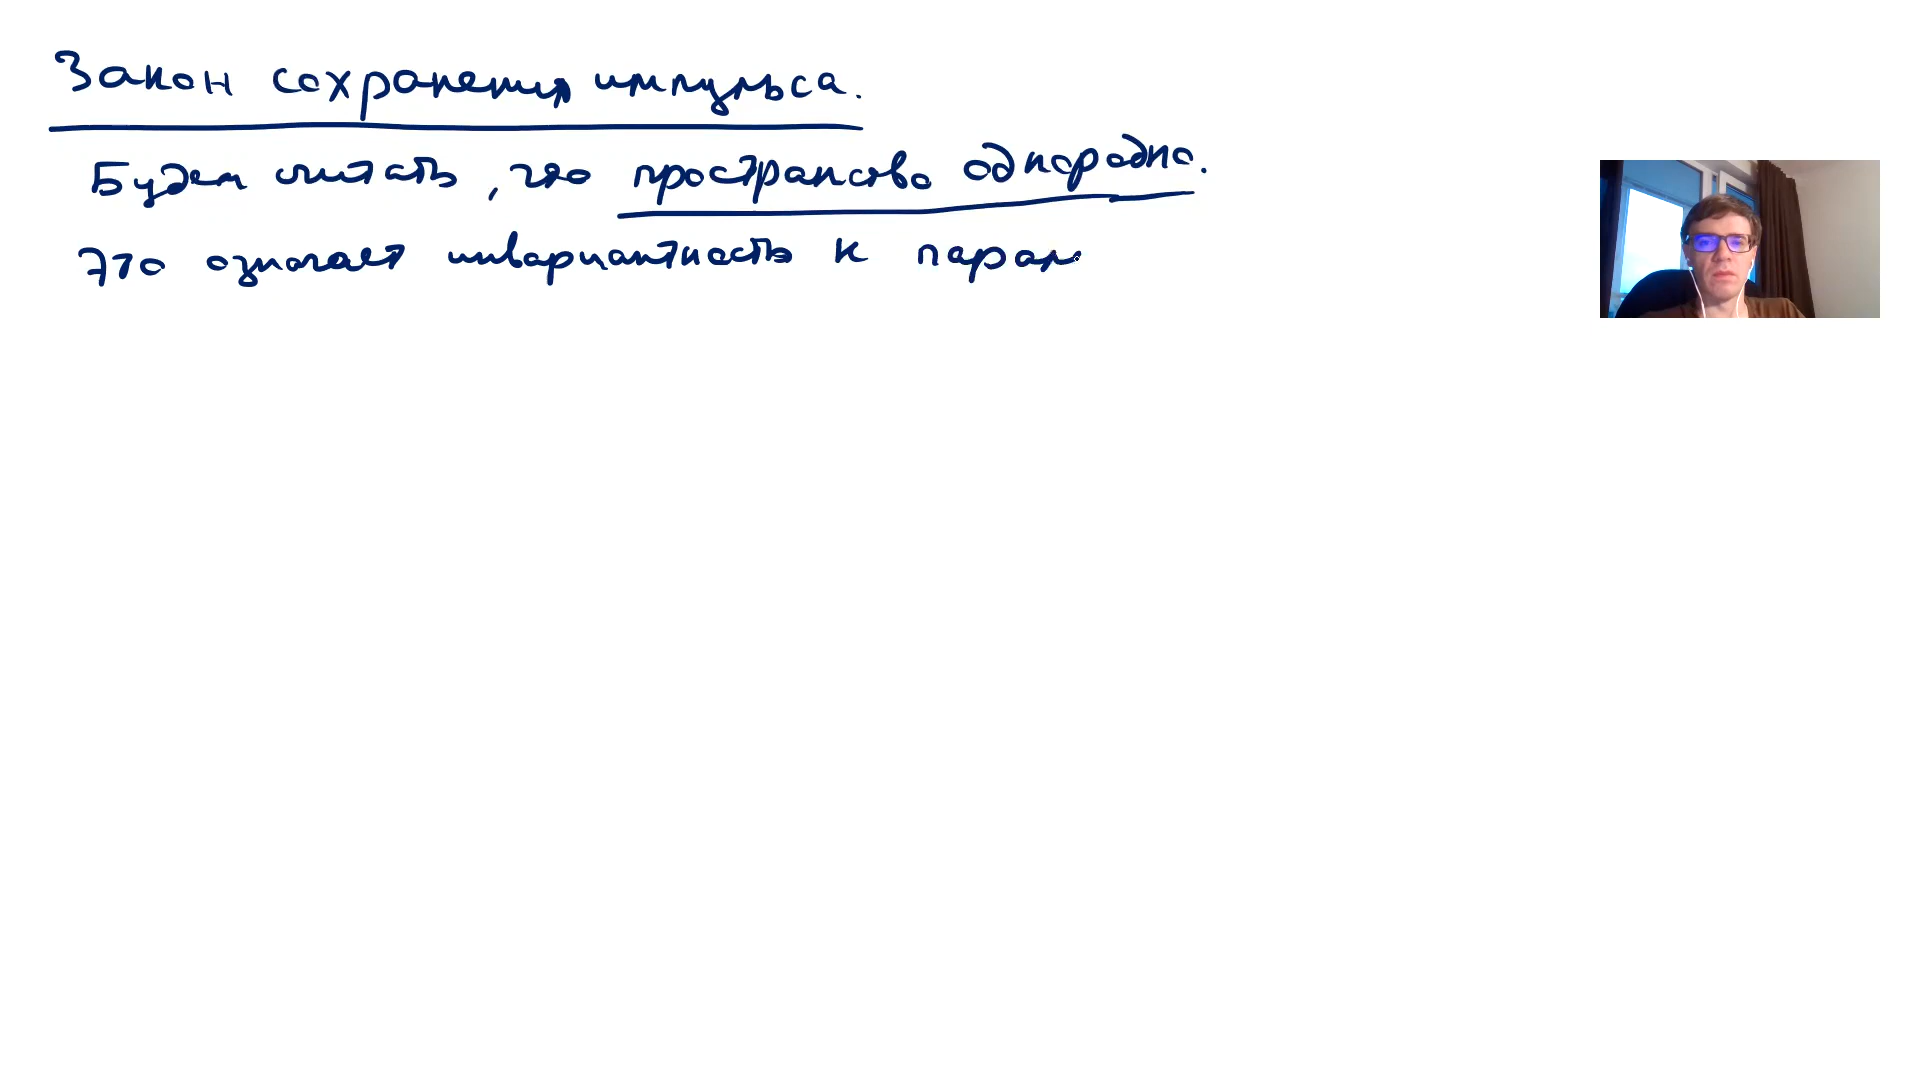 Закон сохранения импульса.
Будем считать, что пространство однородно.
Это означает инвариантность к парал